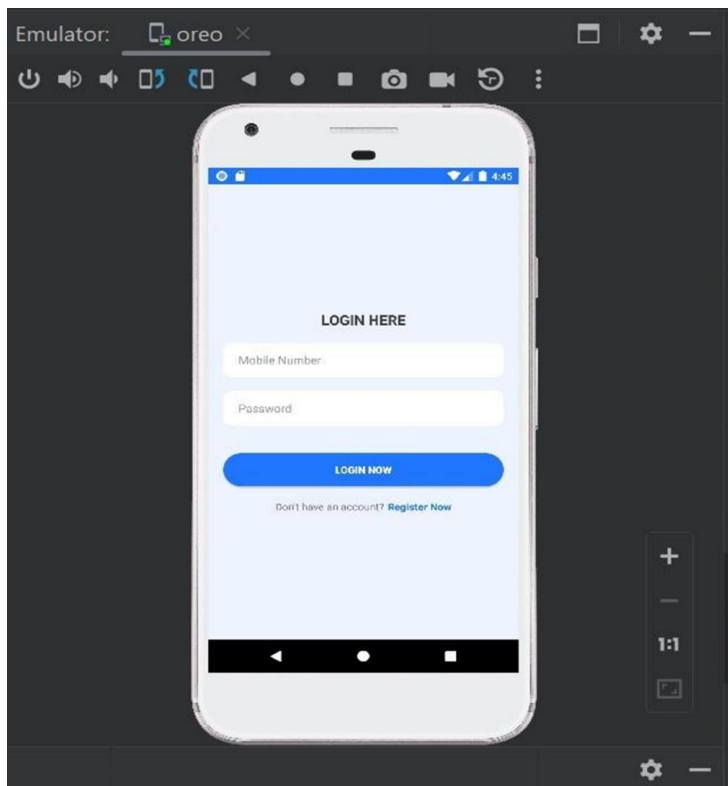 Emulator: oreo
4:45
LOGIN HERE
Mobile Number
Password
LOGIN NOW
Don't have an account? Register Now
1:1